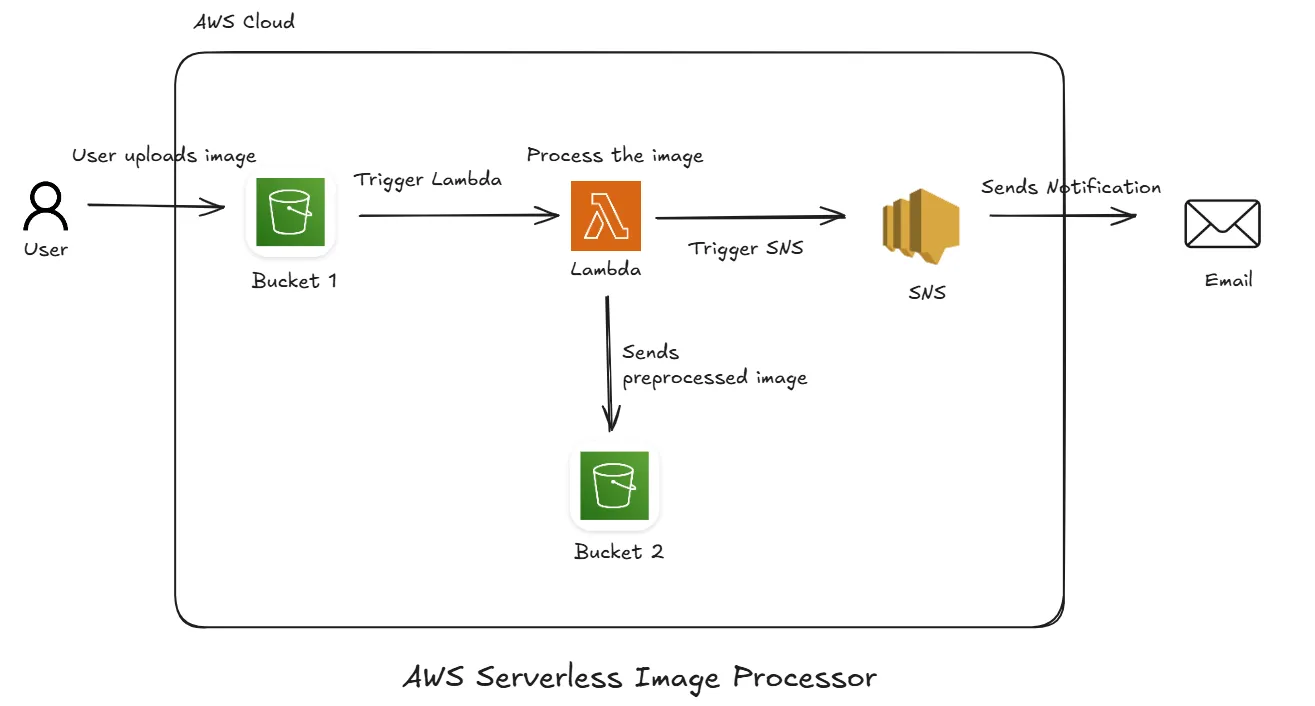 AWS Cloud
User uploads image
Process the image
Trigger Lambda
Sends Notification
User
Trigger SNS
Lambda
Bucket 1
Email
SNS
Sends
preprocessed image
Bucket 2
AWS Serverless Image Processor